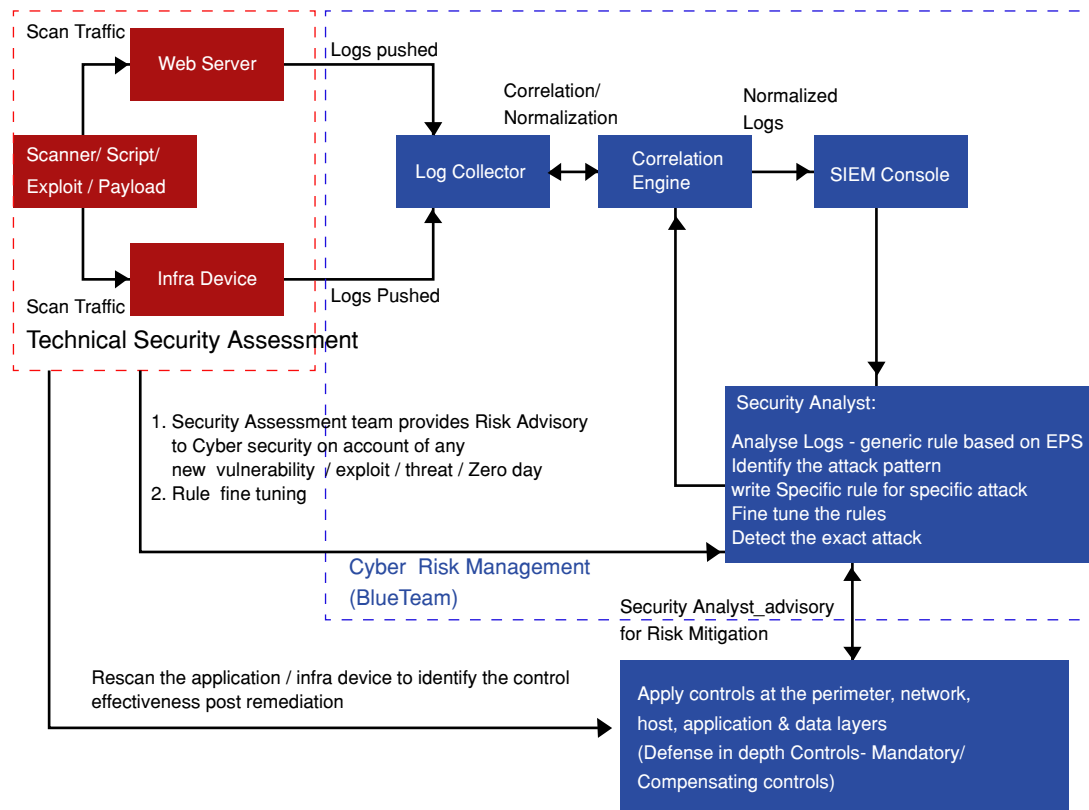 Scan Traffic
Web Server
Logs pushed
Scanner/ Script/
Exploit / Payload
Correlation/
Normalization
Normalized
Logs
Log Collector
Correlation
Engine
SIEM Console
Infra Device
Scan Traffic
Logs Pushed
Technical Security Assessment
1. Security Assessment team provides Risk Advisory
to Cyber security on account of any
new vulnerability / exploit / threat / Zero day
2. Rule fine tuning
Security Analyst:
Analyse Logs - generic rule based on EPS
Identify the attack pattern
write Specific rule for specific attack
Fine tune the rules
Detect the exact attack
Cyber Risk Management
(BlueTeam)
Security Analyst_advisory
for Risk Mitigation
Rescan the application / infra device to identify the control
effectiveness post remediation
Apply controls at the perimeter, network,
host, application & data layers
(Defense in depth Controls- Mandatory/
Compensating controls)